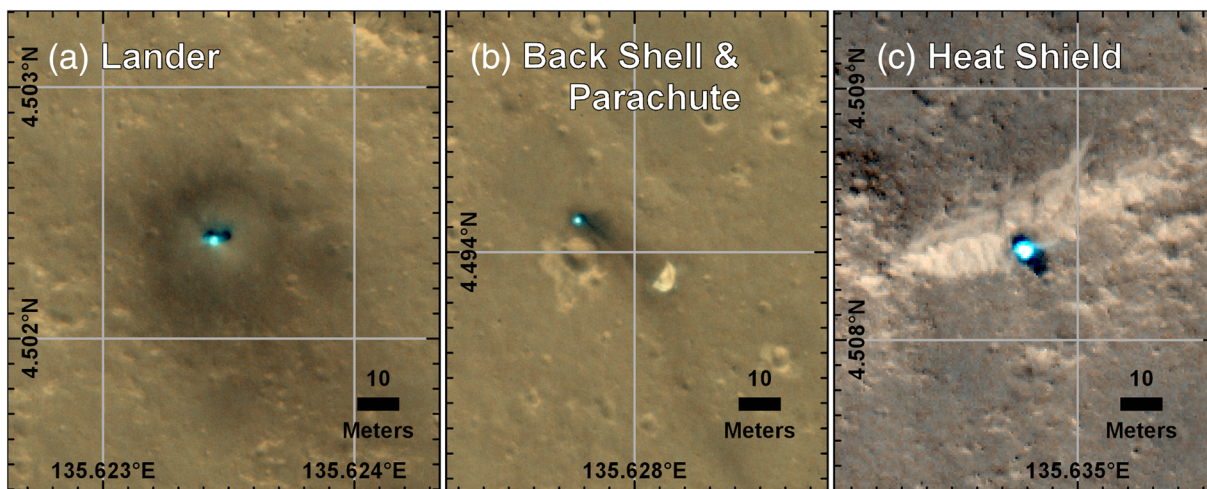 (a) Lander
4.503°N
4.502°N
10
Meters
135.623°E
135.624°E
(b) Back Shell &
Parachute
4.494°N
10
Meters
135.628°E
(c) Heat Shield
4.509°N
4.508°N
10
Meters
135.635°E